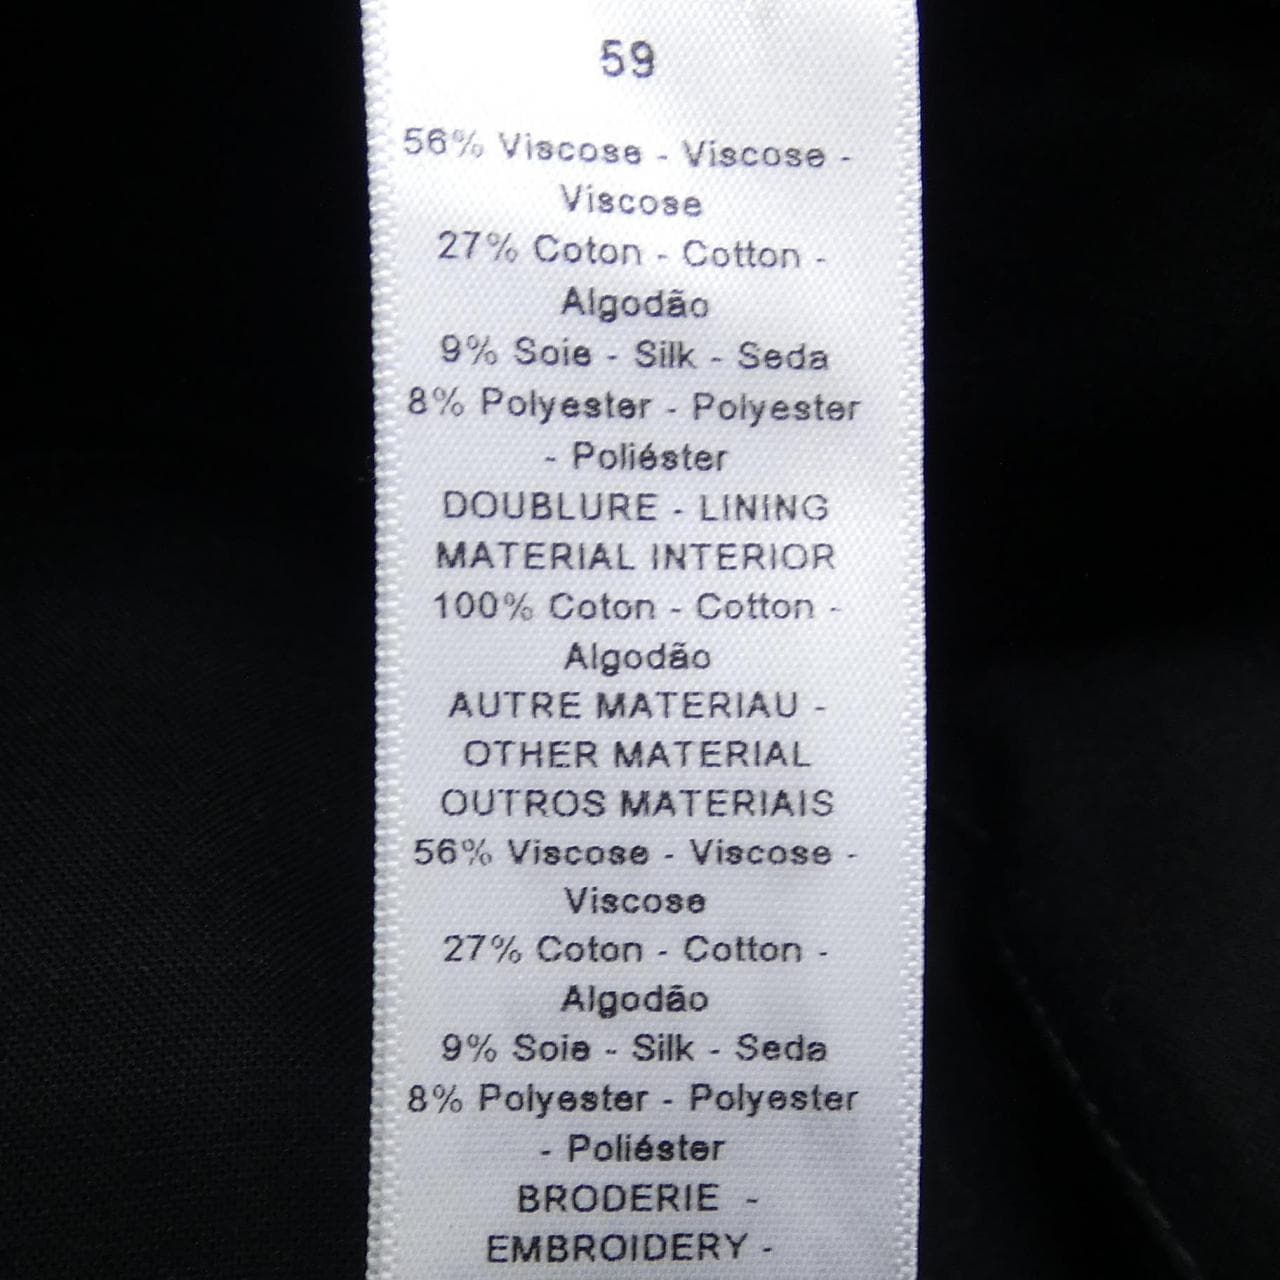 59
56% Viscose - Viscose -
Viscose
27% Coton - Cotton -
Algodão
9% Soie - Silk - Seda
8% Polyester - Polyester
- Poliéster
DOUBLURE - LINING
MATERIAL INTERIOR
100% Coton - Cotton -
Algodão
AUTRE MATERIAU -
OTHER MATERIAL
OUTROS MATERIAIS
56% Viscose - Viscose -
Viscose
27% Coton - Cotton -
Algodão
9% Soie - Silk - Seda
8% Polyester - Polyester
- Poliéster
BRODERIE -
EMBROIDERY -